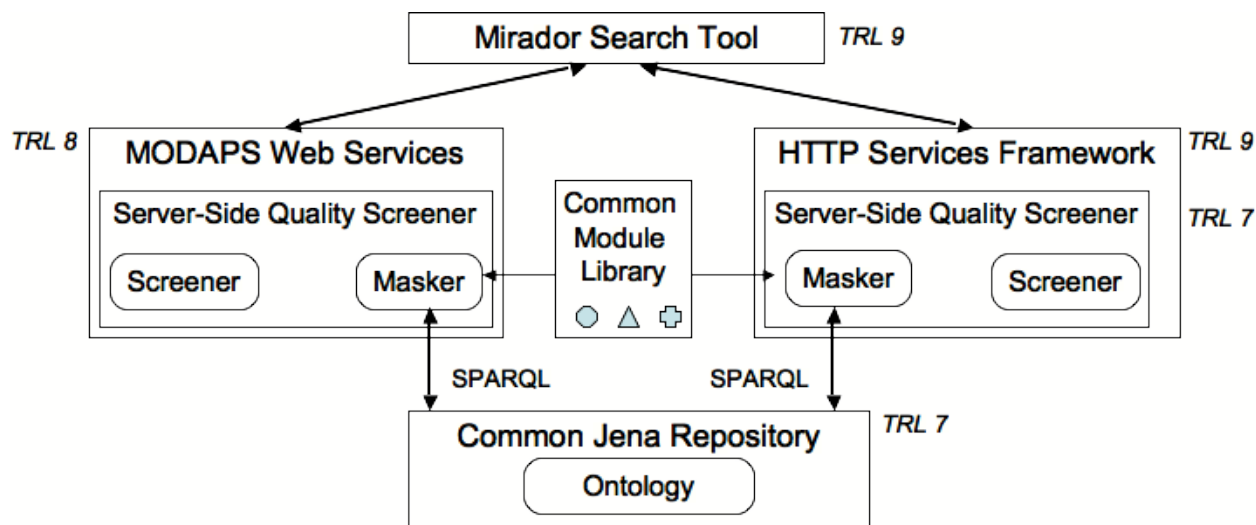 Mirador Search Tool
TRL 9
TRL 8
MODAPS Web Services
HTTP Services Framework
TRL 9
Server-Side Quality Screener
Screener
Masker
Common
Module
Library
Server-Side Quality Screener
TRL 7
Masker
Screener
SPARQL
SPARQL
Common Jena Repository
TRL 7
Ontology